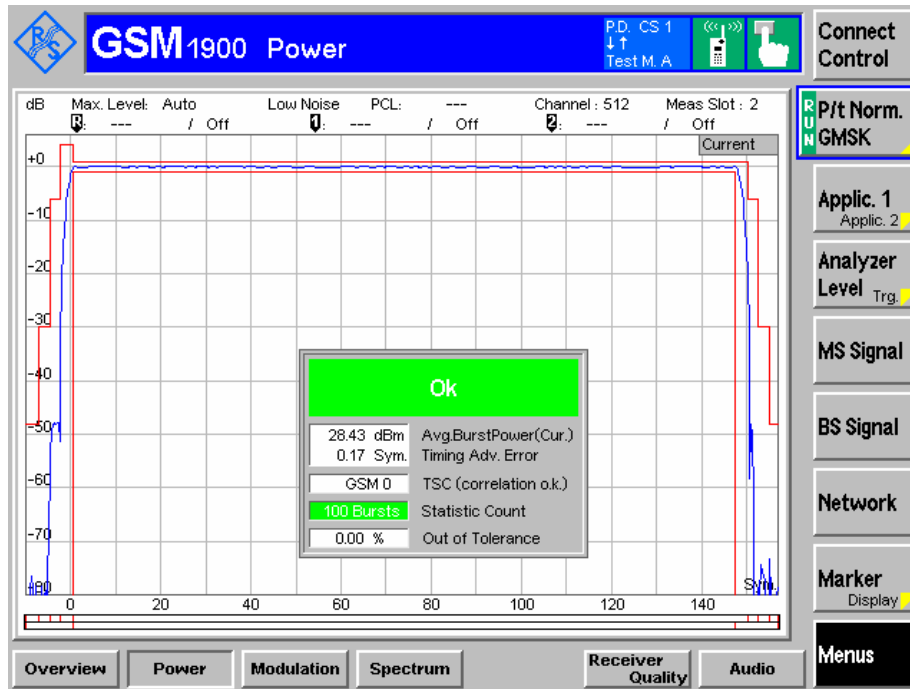 R&S
GSM 1900 Power
P.D. CS 1
↓↑
Test M. A
Connect Control
dB Max. Level: Auto Low Noise PCL: --- Channel : 512 Meas Slot : 2
R: --- / Off 1: --- / Off 2: --- / Off
Current
RUN
P/t Norm. GMSK
+0
-10
-20
-30
-40
-50
-60
-70
-80
Applic. 1
Applic. 2
Analyzer Level Trg.
MS Signal
BS Signal
Network
Marker
Display
Menus
Ok
28.43 dBm Avg.BurstPower(Cur.)
0.17 Sym. Timing Adv. Error
GSM 0 TSC (correlation o.k.)
100 Bursts Statistic Count
0.00 % Out of Tolerance
Sym.
0 20 40 60 80 100 120 140
Overview Power Modulation Spectrum Receiver Quality Audio